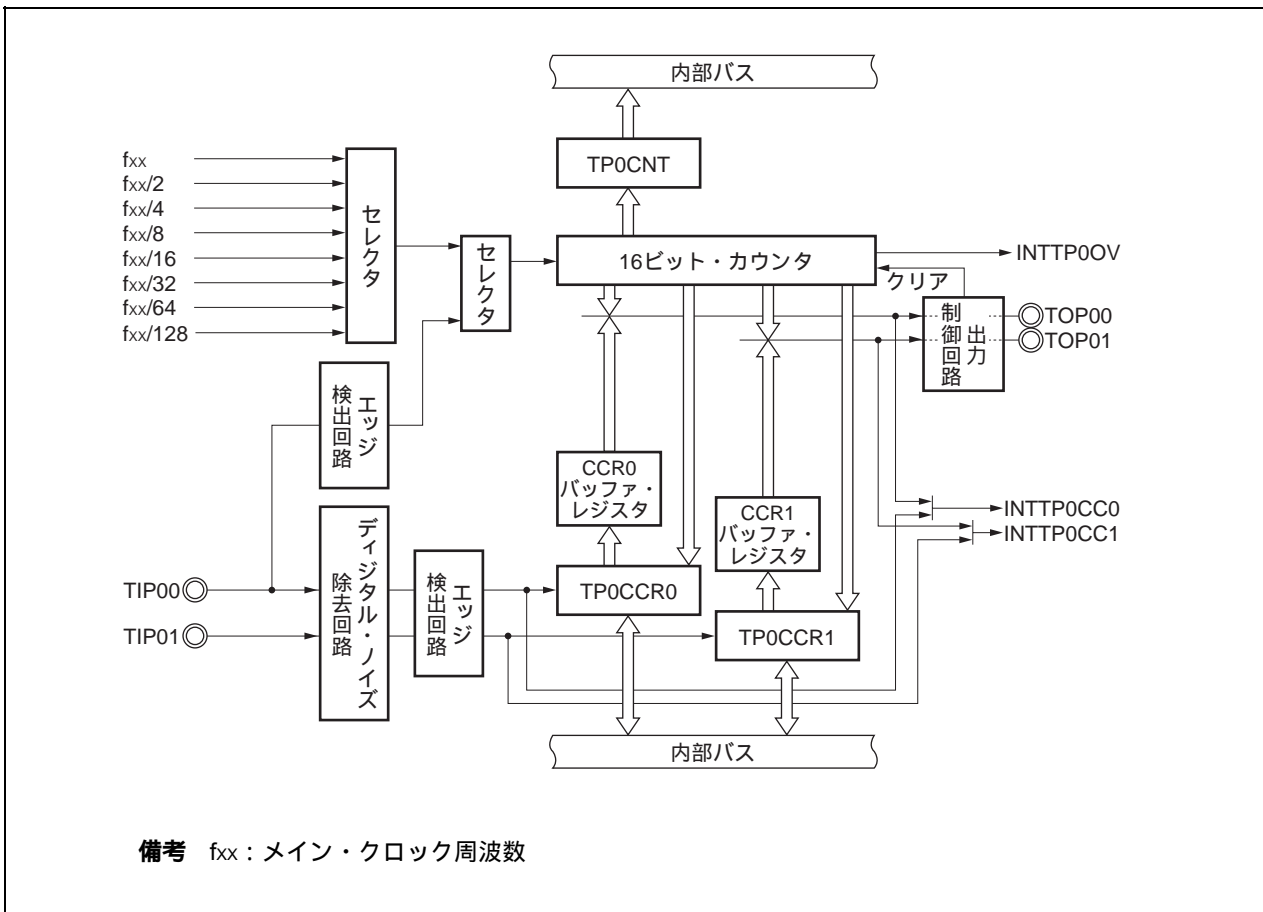 内部バス
TP0CNT
fxx
fxx/2
fxx/4
fxx/8
fxx/16
fxx/32
fxx/64
fxx/128
セレクタ
セレクタ
16ビット・カウンタ
INTTP0OV
クリア
TOP00
TOP01
出力
制御回路
エッジ
検出回路
CCR0
バッファ・
レジスタ
CCR1
バッファ・
レジスタ
INTTP0CC0
INTTP0CC1
TIP00
TIP01
ディジタル・ノイズ
除去回路
エッジ
検出回路
TP0CCR0
TP0CCR1
内部バス
備考 fxx：メイン・クロック周波数